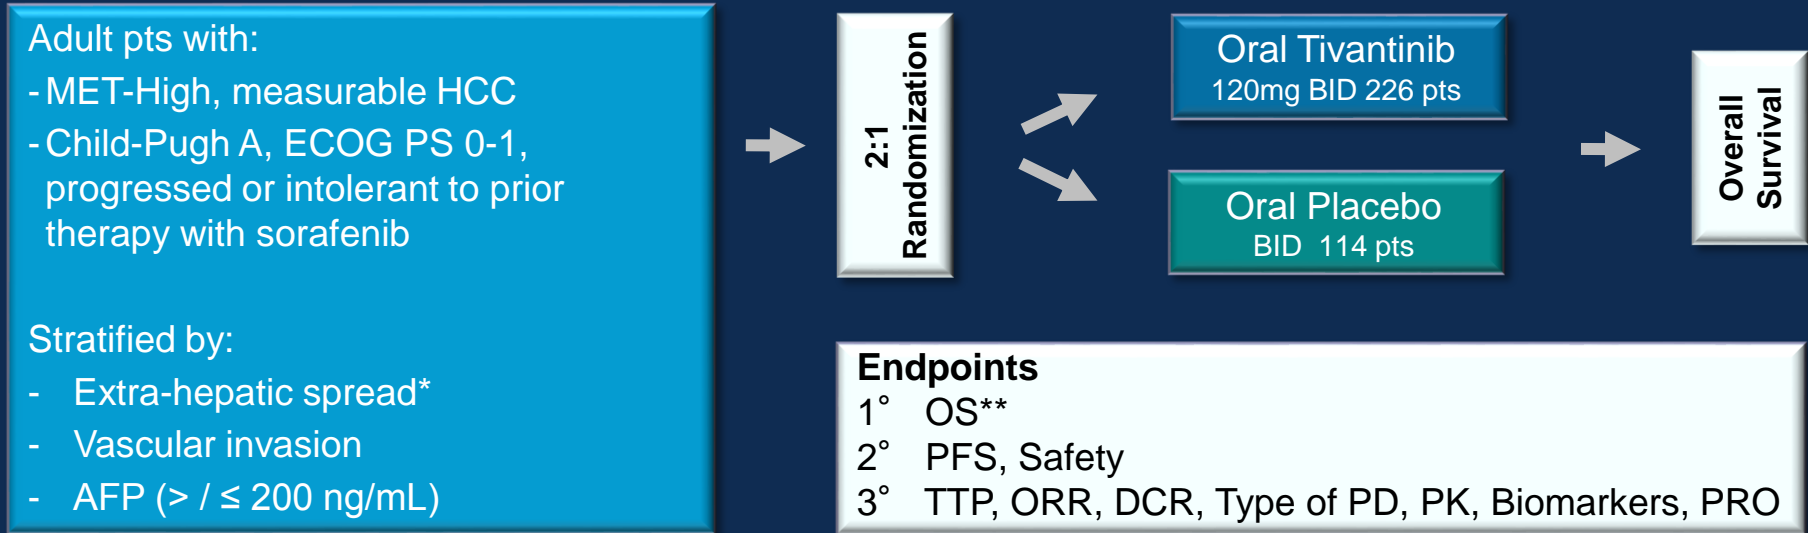 Adult pts with:
- MET-High, measurable HCC
- Child-Pugh A, ECOG PS 0-1,
progressed or intolerant to prior
therapy with sorafenib
Stratified by:
- Extra-hepatic spread*
- Vascular invasion
- AFP (> / ≤ 200 ng/mL)
2:1
Randomization
Oral Tivantinib
120mg BID 226 pts
Oral Placebo
BID 114 pts
Overall
Survival
Endpoints
1° OS**
2° PFS, Safety
3° TTP, ORR, DCR, Type of PD, PK, Biomarkers, PRO